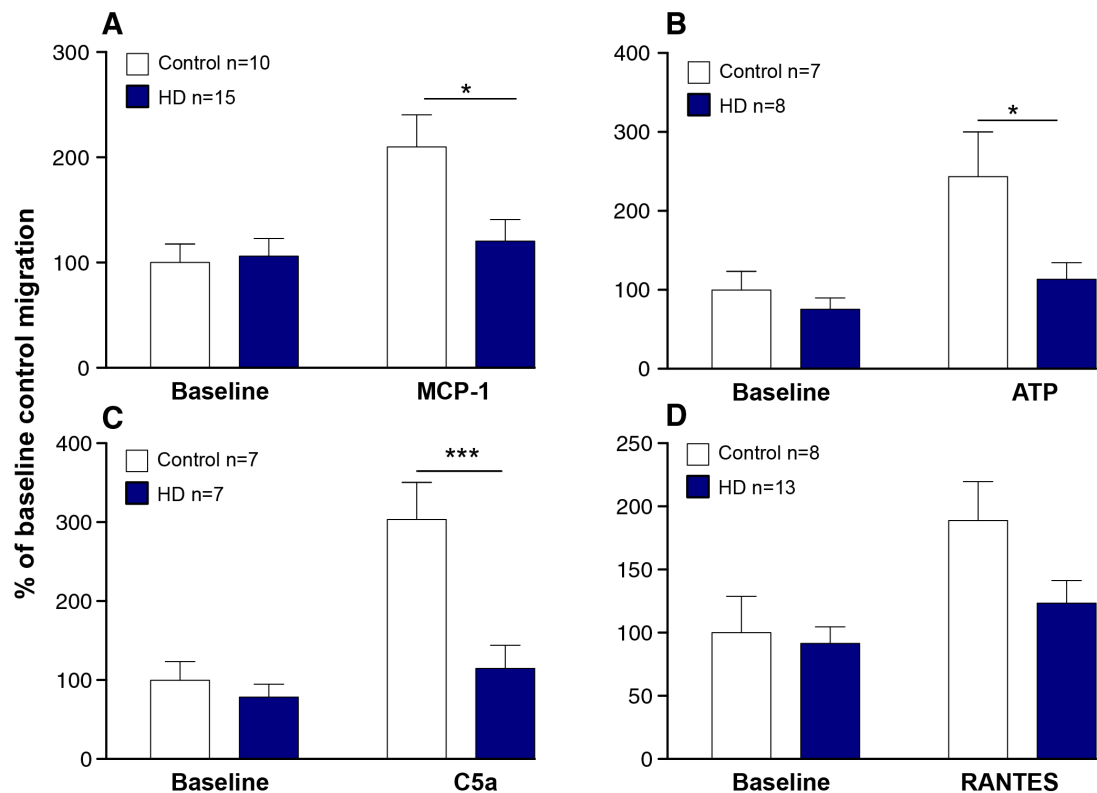 % of baseline control migration
A
300
200
100
0
Control n=10
HD n=15
*
Baseline MCP-1
B
400
300
200
100
0
Control n=7
HD n=8
*
Baseline ATP
C
400
300
200
100
0
Control n=7
HD n=7
***
Baseline C5a
D
250
200
150
100
50
0
Control n=8
HD n=13
Baseline RANTES